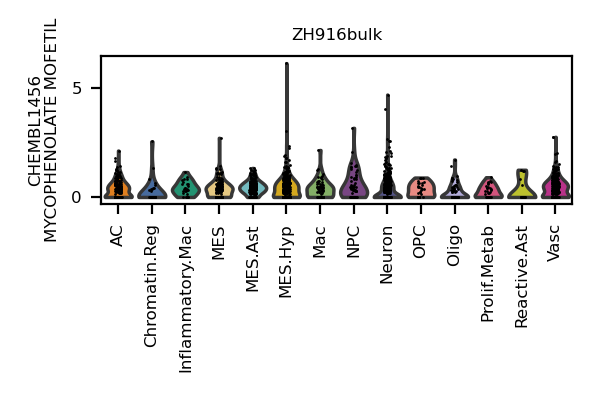 ZH916bulk
CHEMBL1456
MYCOPHENOLATE MOFETIL
5
0
AC
Chromatin.Reg
Inflammatory.Mac
MES
MES.Ast
MES.Hyp
Mac
NPC
Neuron
OPC
Oligo
Prolif.Metab
Reactive.Ast
Vasc